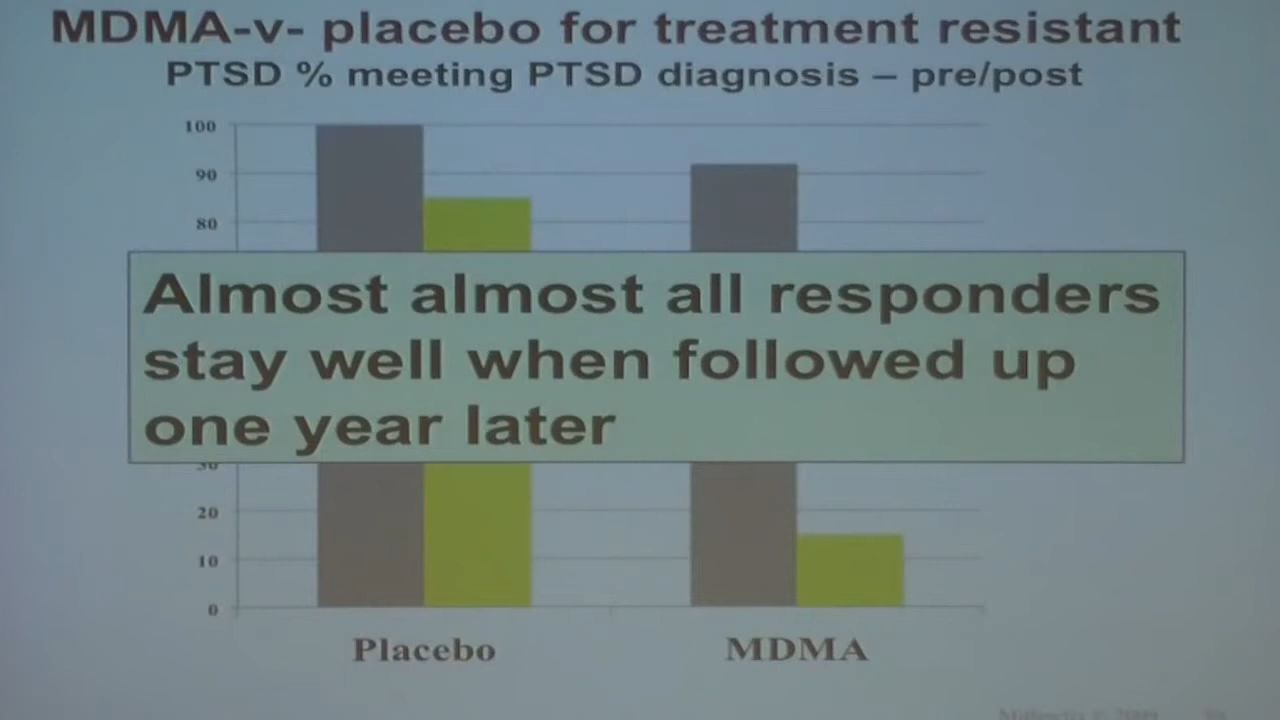 MDMA-v- placebo for treatment resistant
PTSD % meeting PTSD diagnosis – pre/post
100
90
80
Almost almost all responders
stay well when followed up
one year later
30
20
10
0
Placebo
MDMA